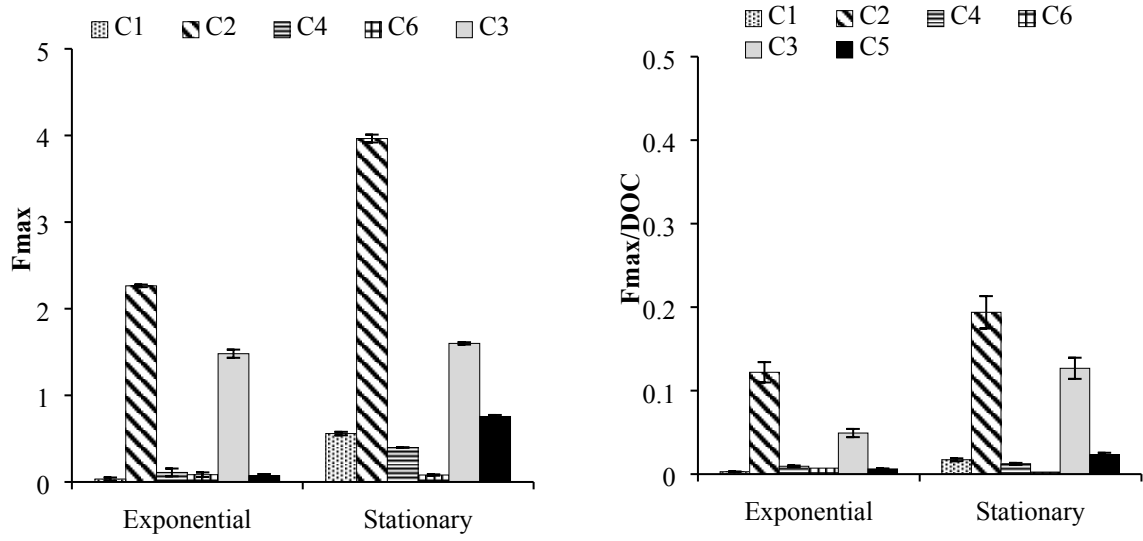 C1 C2 C4 C6 C3
5
4
3
2
1
0
Fmax
Exponential Stationary
C1 C2 C4 C6
C3 C5
0.5
0.4
0.3
0.2
0.1
0
Fmax/DOC
Exponential Stationary